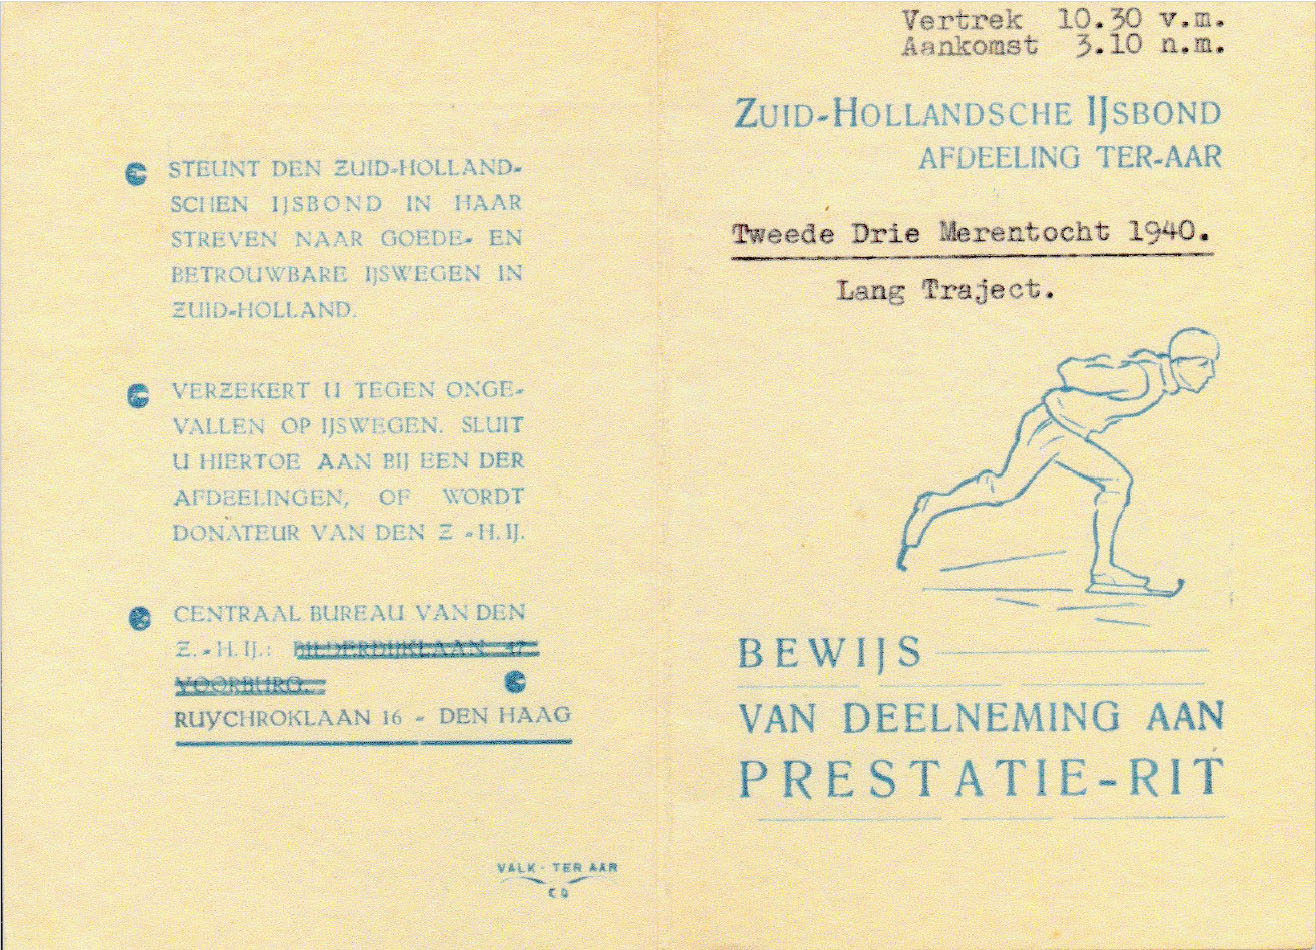 STEUNT DEN ZUID-HOLLAND-
SCHEN IJSBOND IN HAAR
STREVEN NAAR GOEDE- EN
BETROUWBARE IJSWEGEN IN
ZUID-HOLLAND.
VERZEKERT U TEGEN ONGE-
VALLEN OP IJSWEGEN. SLUIT
U HIERTOE AAN BIJ EEN DER
AFDEELINGEN, OF WORDT
DONATEUR VAN DEN Z -H.IJ.
CENTRAAL BUREAU VAN DEN
Z.-H.IJ.: BILDERDIJKLAAN 47
VOORBURG.
RUYCHROKLAAN 16 - DEN HAAG
VALK - TER AAR
Vertrek 10.30 v.m.
Aankomst 3.10 n.m.
ZUID-HOLLANDSCHE IJSBOND
AFDEELING TER-AAR
Tweede Drie Merentocht 1940.
Lang Traject.
BEWIJS
VAN DEELNEMING AAN
PRESTATIE-RIT